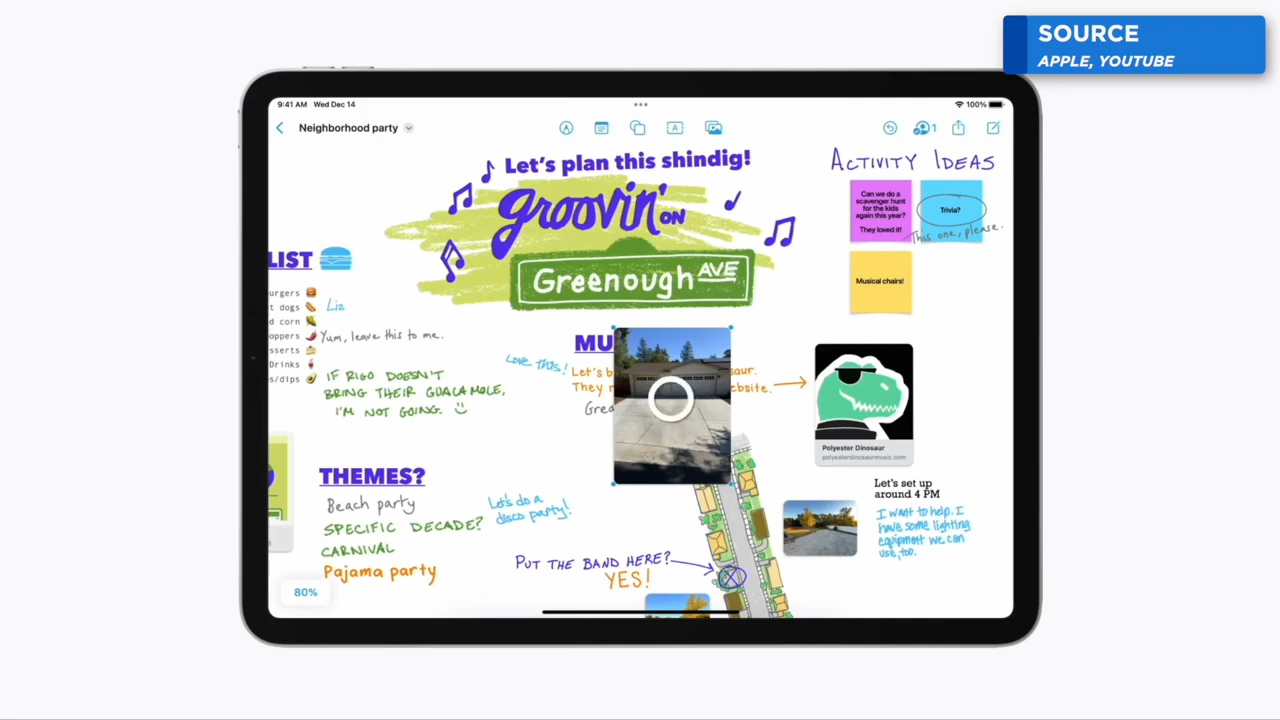 SOURCE
APPLE, YOUTUBE
9:41 AM Wed Dec 14
100%
Neighborhood party
1
Let's plan this shindig!
groovin' ON
Greenough AVE
ACTIVITY IDEAS
Can we do a
scavenger hunt
for the kids
again this year?
They loved it!
Trivia?
This one, please.
Musical chairs!
LIST
urgers
t dogs
Liz
d corn
oppers
Yum, leave this to me.
sserts
Drinks
s/dips
IF RIGO DOESN'T
BRING THEIR GUACAMOLE,
I'M NOT GOING.
Love this!
MU
Let's b
saur.
They
ebsite.
Grea
Polyester Dinosaur
polyesterdinosaurmusic.com
THEMES?
Beach party
SPECIFIC DECADE?
CARNIVAL
Pajama party
Let's do a
disco party!
PUT THE BAND HERE?
YES!
Let's set up
around 4 PM
I want to help. I
have some lighting
equipment we can
use, too.
80%